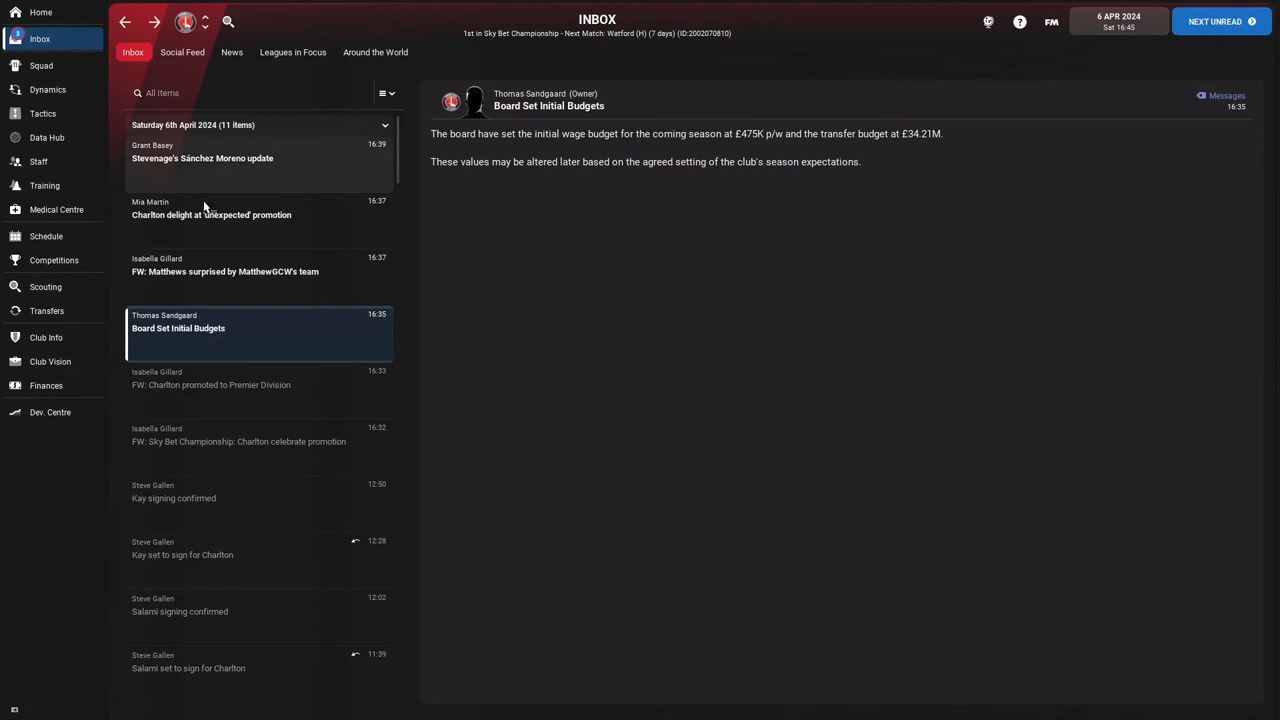 Home
3
Inbox
Squad
Dynamics
Tactics
Data Hub
Staff
Training
Medical Centre
Schedule
Competitions
Scouting
Transfers
Club Info
Club Vision
Finances
Dev. Centre
INBOX
1st in Sky Bet Championship - Next Match: Watford (H) (7 days) (ID:2002070810)
?
FM
6 APR 2024
Sat 16:45
NEXT UNREAD
Inbox
Social Feed
News
Leagues in Focus
Around the World
All Items
Saturday 6th April 2024 (11 items)
Grant Basey
16:39
Stevenage's Sánchez Moreno update
Mia Martin
16:37
Charlton delight at 'unexpected' promotion
Isabella Gillard
16:37
FW: Matthews surprised by MatthewGCW's team
Thomas Sandgaard
16:35
Board Set Initial Budgets
Isabella Gillard
16:33
FW: Charlton promoted to Premier Division
Isabella Gillard
16:32
FW: Sky Bet Championship: Charlton celebrate promotion
Steve Gallen
12:50
Kay signing confirmed
Steve Gallen
12:28
Kay set to sign for Charlton
Steve Gallen
12:02
Salami signing confirmed
Steve Gallen
11:39
Salami set to sign for Charlton
Thomas Sandgaard (Owner)
Board Set Initial Budgets
Messages
16:35
The board have set the initial wage budget for the coming season at £475K p/w and the transfer budget at £34.21M.
These values may be altered later based on the agreed setting of the club's season expectations.